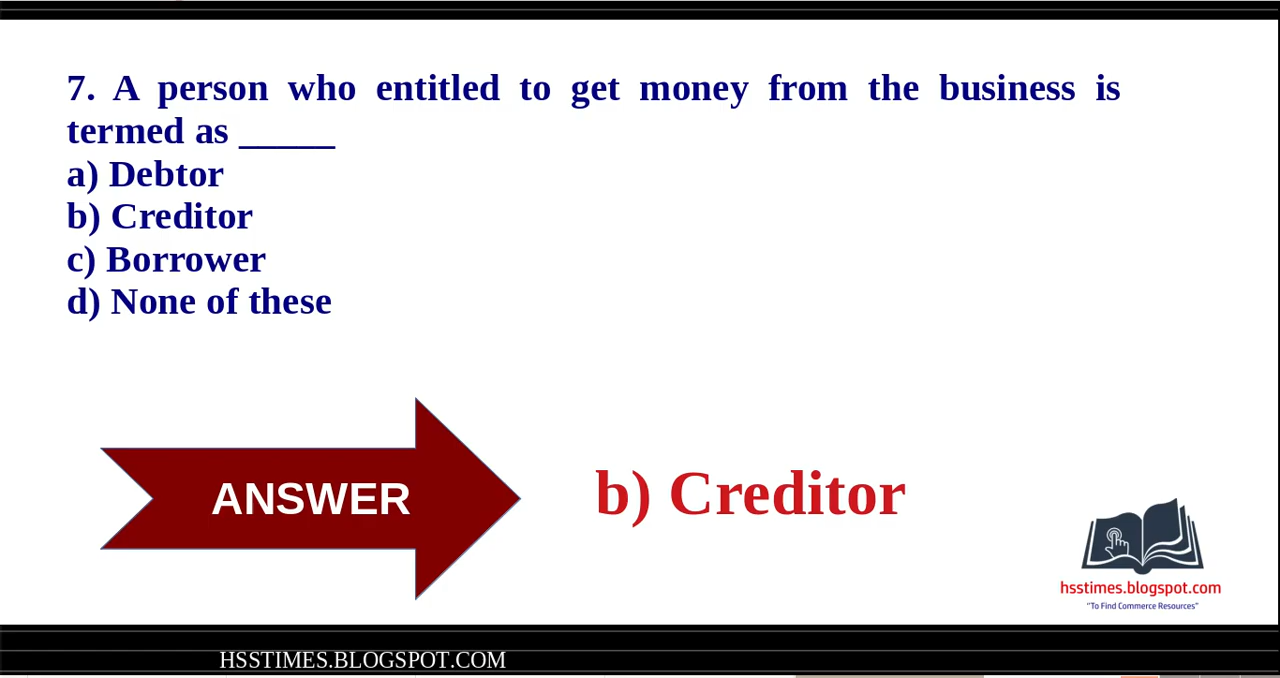 7. A person who entitled to get money from the business is
termed as _____
a) Debtor
b) Creditor
c) Borrower
d) None of these
ANSWER
b) Creditor
hsstimes.blogspot.com
"To Find Commerce Resources"
HSSTIMES.BLOGSPOT.COM